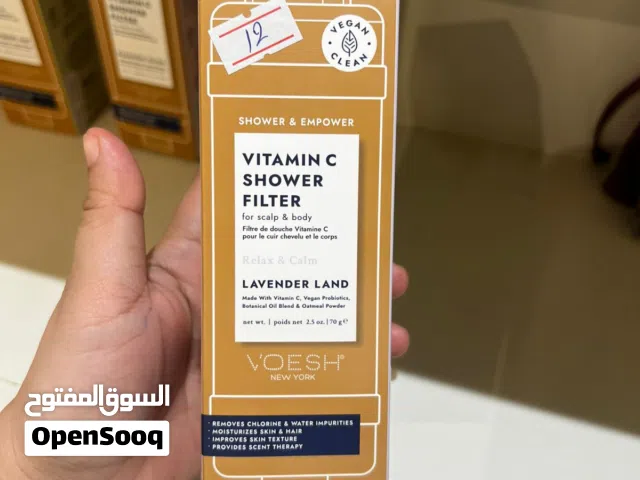 12
VEGAN
CLEAN
SHOWER & EMPOWER
VITAMIN C
SHOWER
FILTER
for scalp & body
Filtre de douche Vitamine C
pour le cuir chevelu et le corps
Relax & Calm
LAVENDER LAND
Made With Vitamin C, Vegan Probiotics,
Botanical Oil Blend & Oatmeal Powder
net wt. | poids net 2.5 oz. | 70 g ℮
VOESH®
NEW YORK
· REMOVES CHLORINE & WATER IMPURITIES
· MOISTURIZES SKIN & HAIR
· IMPROVES SKIN TEXTURE
· PROVIDES SCENT THERAPY
السوق المفتوح
OpenSooq